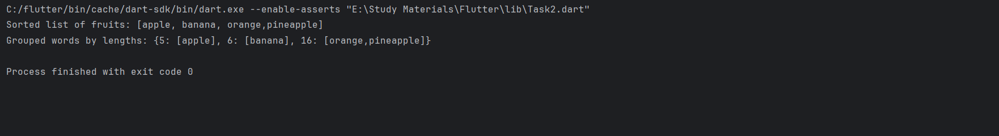 C:/flutter/bin/cache/dart-sdk/bin/dart.exe --enable-asserts "E:\Study Materials\Flutter\lib\Task2.dart"
Sorted list of fruits: [apple, banana, orange,pineapple]
Grouped words by lengths: {5: [apple], 6: [banana], 16: [orange,pineapple]}
Process finished with exit code 0